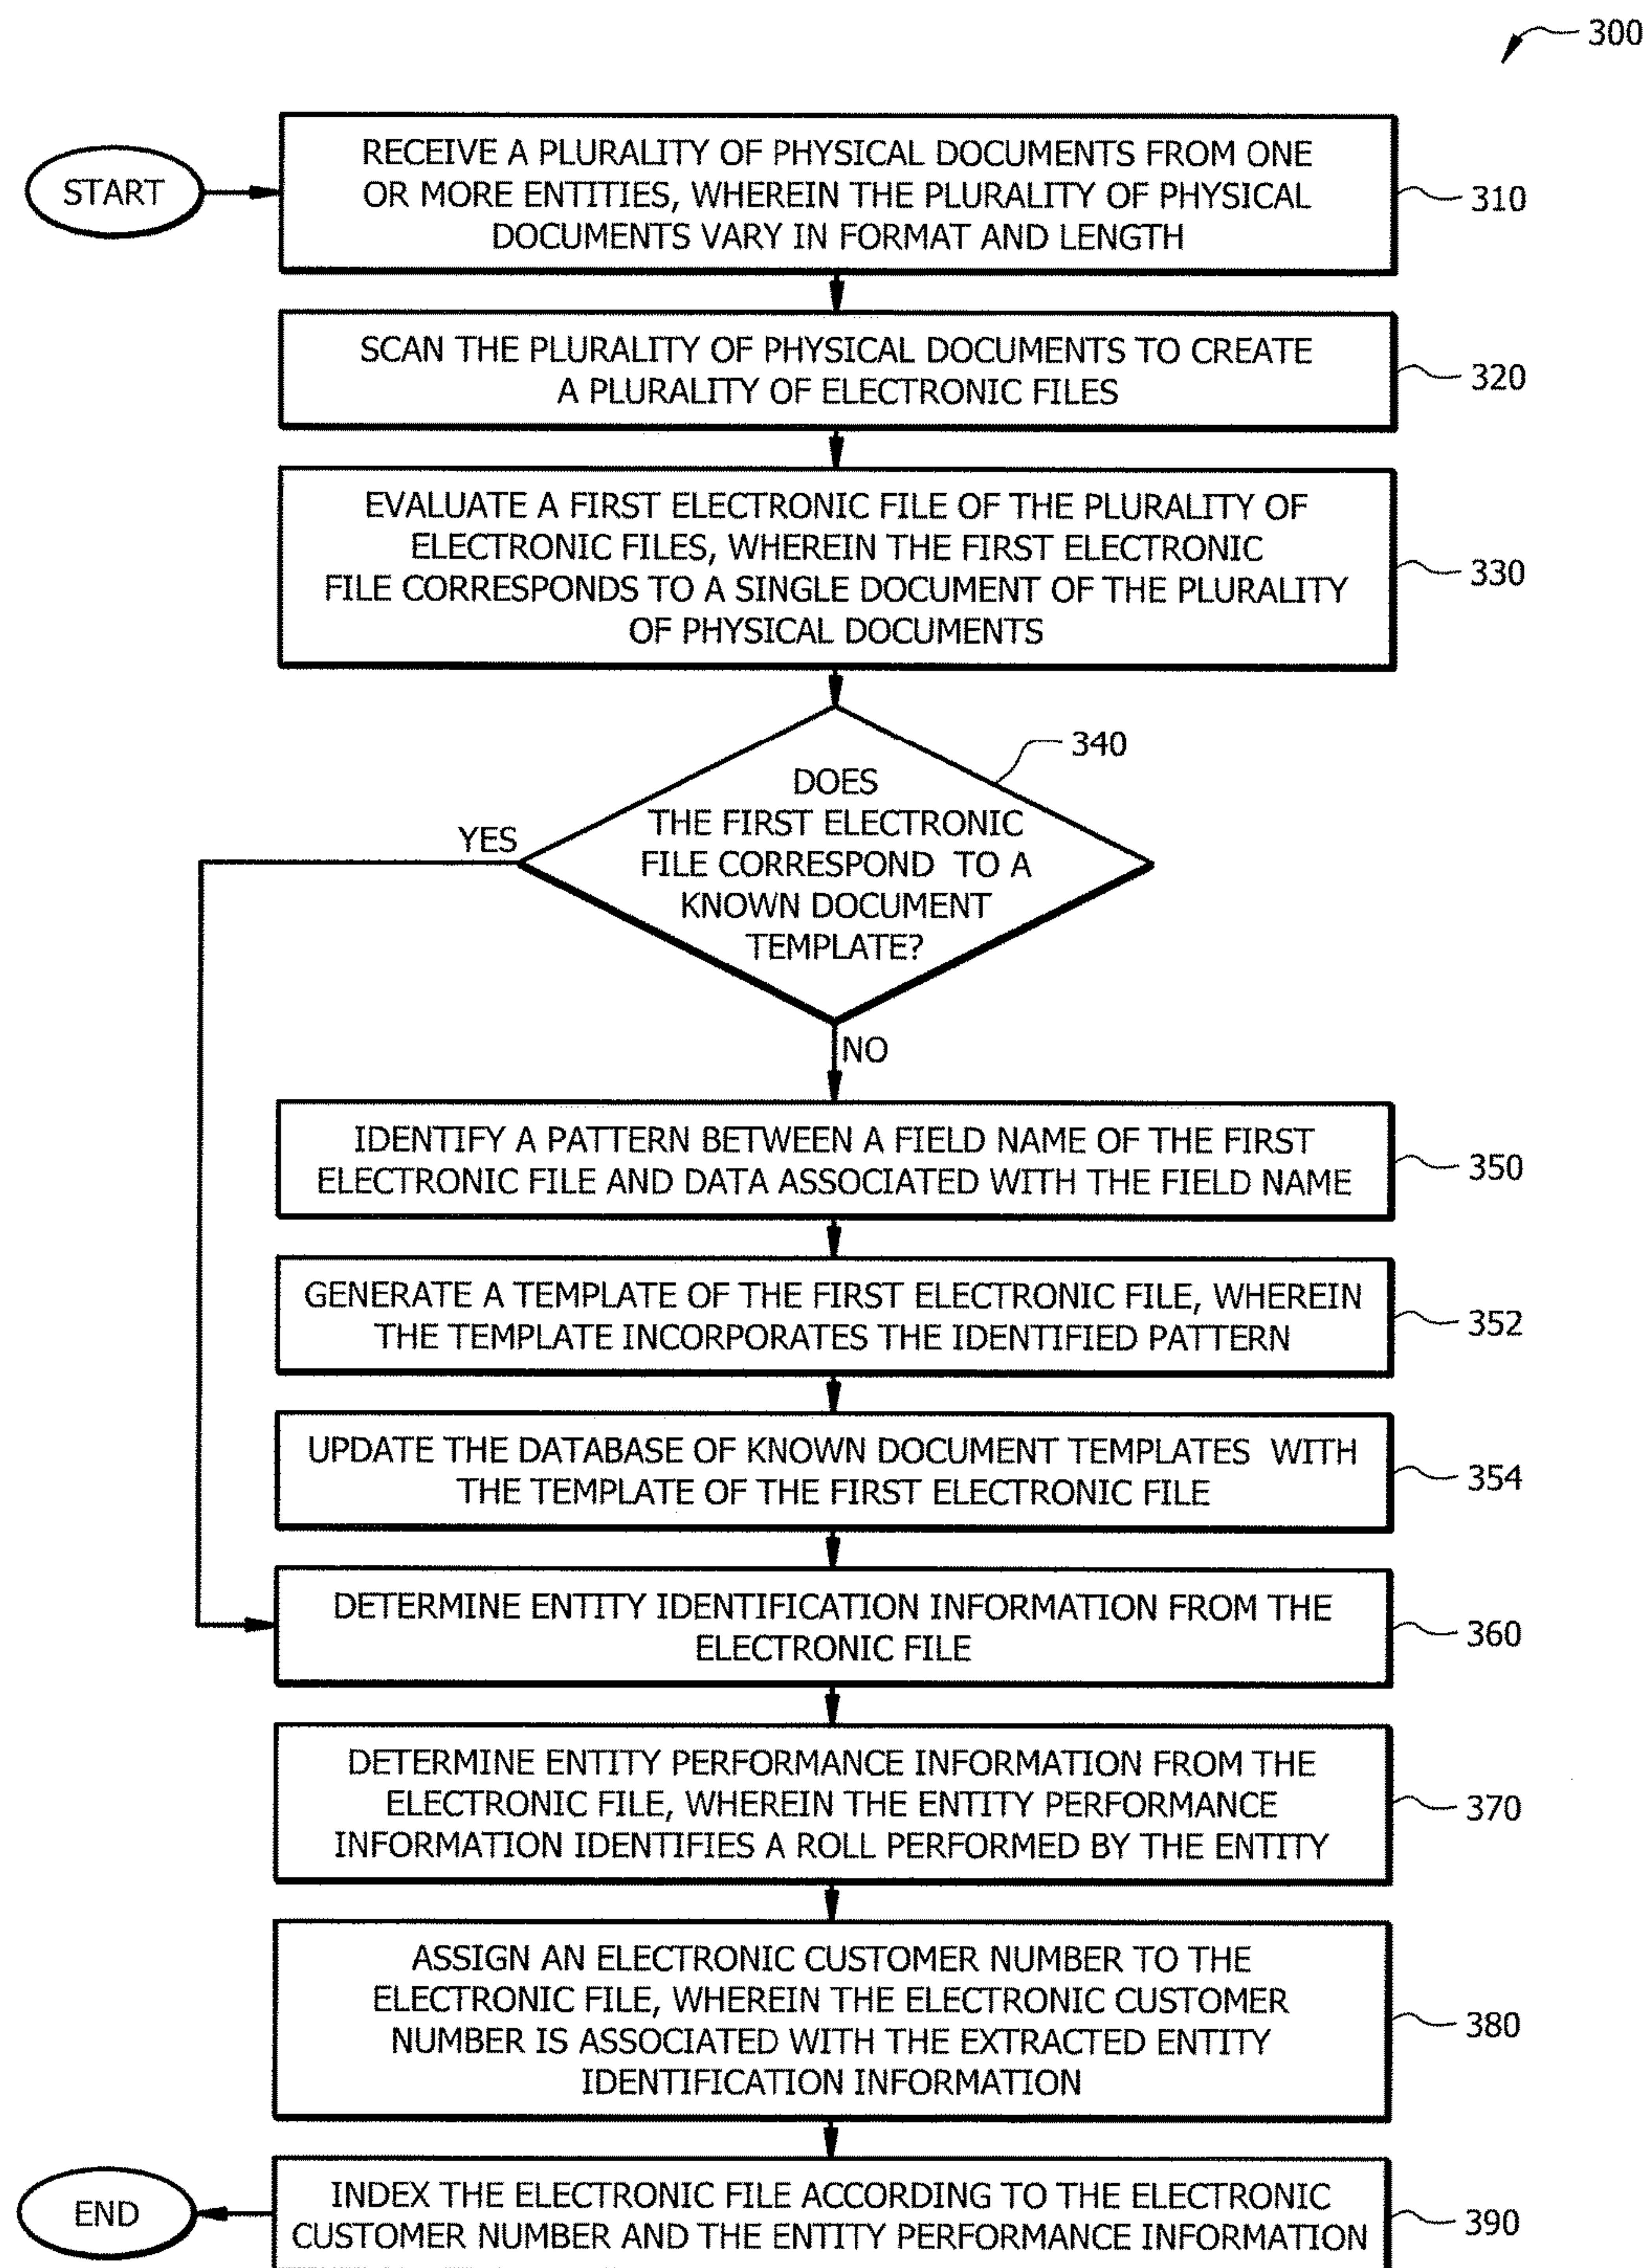 300
START
RECEIVE A PLURALITY OF PHYSICAL DOCUMENTS FROM ONE
OR MORE ENTITIES, WHEREIN THE PLURALITY OF PHYSICAL
DOCUMENTS VARY IN FORMAT AND LENGTH
310
SCAN THE PLURALITY OF PHYSICAL DOCUMENTS TO CREATE
A PLURALITY OF ELECTRONIC FILES
320
EVALUATE A FIRST ELECTRONIC FILE OF THE PLURALITY OF
ELECTRONIC FILES, WHEREIN THE FIRST ELECTRONIC
FILE CORRESPONDS TO A SINGLE DOCUMENT OF THE PLURALITY
OF PHYSICAL DOCUMENTS
330
340
DOES
THE FIRST ELECTRONIC
FILE CORRESPOND TO A
KNOWN DOCUMENT
TEMPLATE?
YES
NO
IDENTIFY A PATTERN BETWEEN A FIELD NAME OF THE FIRST
ELECTRONIC FILE AND DATA ASSOCIATED WITH THE FIELD NAME
350
GENERATE A TEMPLATE OF THE FIRST ELECTRONIC FILE, WHEREIN
THE TEMPLATE INCORPORATES THE IDENTIFIED PATTERN
352
UPDATE THE DATABASE OF KNOWN DOCUMENT TEMPLATES WITH
THE TEMPLATE OF THE FIRST ELECTRONIC FILE
354
DETERMINE ENTITY IDENTIFICATION INFORMATION FROM THE
ELECTRONIC FILE
360
DETERMINE ENTITY PERFORMANCE INFORMATION FROM THE
ELECTRONIC FILE, WHEREIN THE ENTITY PERFORMANCE
INFORMATION IDENTIFIES A ROLL PERFORMED BY THE ENTITY
370
ASSIGN AN ELECTRONIC CUSTOMER NUMBER TO THE
ELECTRONIC FILE, WHEREIN THE ELECTRONIC CUSTOMER
NUMBER IS ASSOCIATED WITH THE EXTRACTED ENTITY
IDENTIFICATION INFORMATION
380
END
INDEX THE ELECTRONIC FILE ACCORDING TO THE ELECTRONIC
CUSTOMER NUMBER AND THE ENTITY PERFORMANCE INFORMATION
390